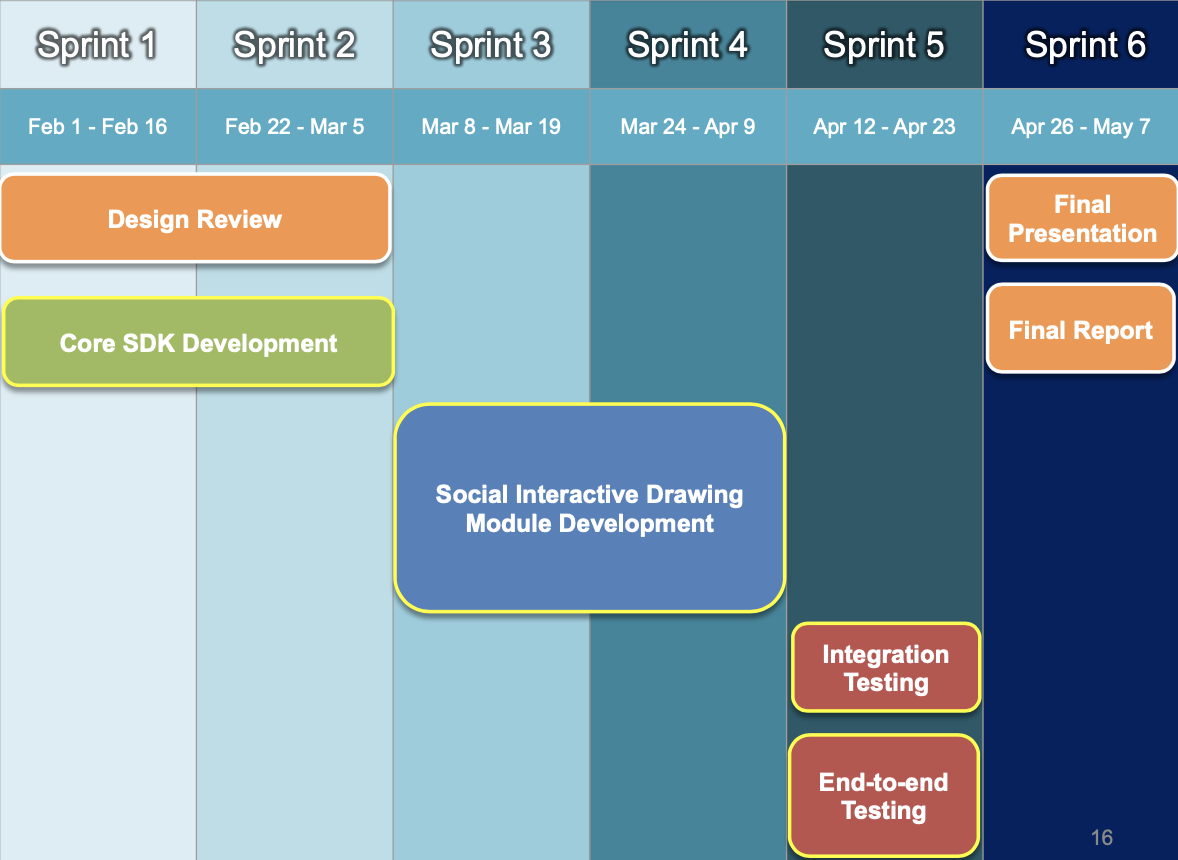 Sprint 1
Sprint 2
Sprint 3
Sprint 4
Sprint 5
Sprint 6
Feb 1 - Feb 16
Feb 22 - Mar 5
Mar 8 - Mar 19
Mar 24 - Apr 9
Apr 12 - Apr 23
Apr 26 - May 7
Design Review
Final
Presentation
Core SDK Development
Final Report
Social Interactive Drawing
Module Development
Integration
Testing
End-to-end
Testing
16